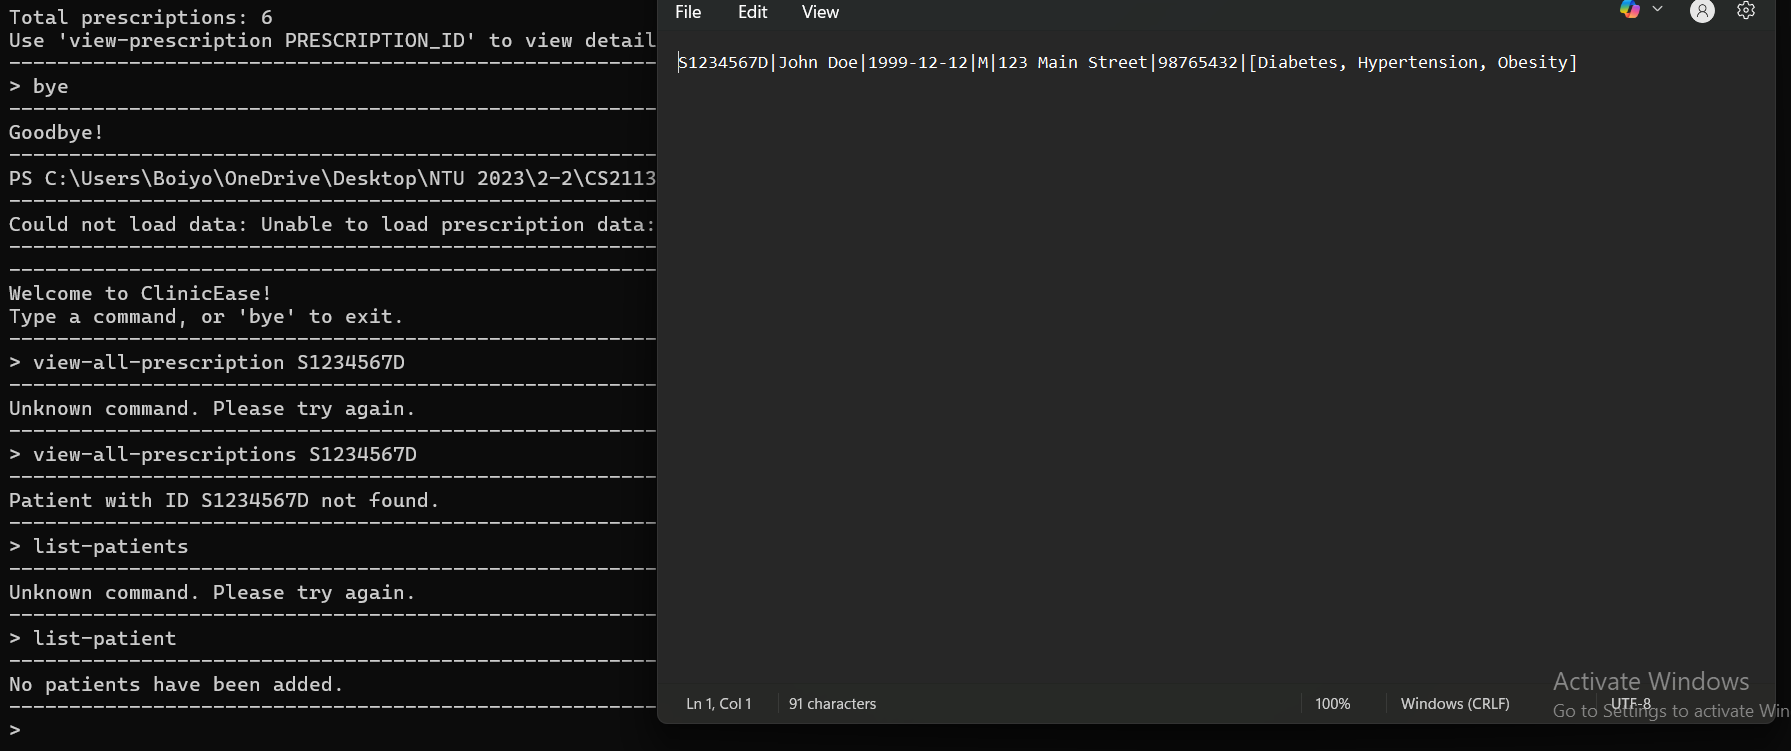 Total prescriptions: 6
Use 'view-prescription PRESCRIPTION_ID' to view detail
> bye
Goodbye!
PS C:\Users\Boiyo\OneDrive\Desktop\NTU 2023\2-2\CS2113
Could not load data: Unable to load prescription data:
Welcome to ClinicEase!
Type a command, or 'bye' to exit.
> view-all-prescription S1234567D
Unknown command. Please try again.
> view-all-prescriptions S1234567D
Patient with ID S1234567D not found.
> list-patients
Unknown command. Please try again.
> list-patient
No patients have been added.
>
File Edit View
S1234567D|John Doe|1999-12-12|M|123 Main Street|98765432|[Diabetes, Hypertension, Obesity]
Ln 1, Col 1 91 characters 100% Windows (CRLF) UTF-8
Activate Windows
Go to Settings to activate Win